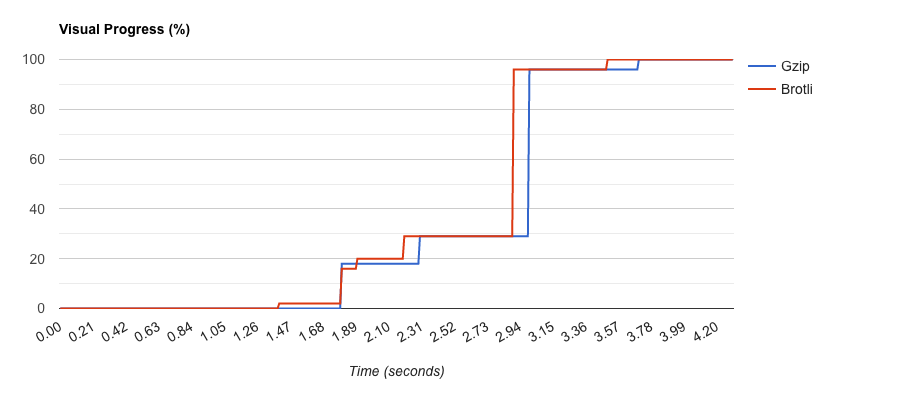 Visual Progress (%)
100
80
60
40
20
0
Gzip
Brotli
0.00 0.21 0.42 0.63 0.84 1.05 1.26 1.47 1.68 1.89 2.10 2.31 2.52 2.73 2.94 3.15 3.36 3.57 3.78 3.99 4.20
Time (seconds)